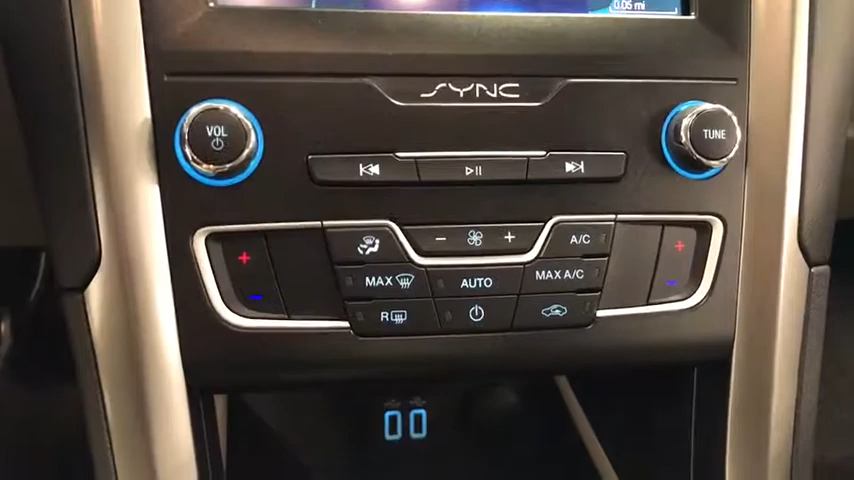 0.05 mi
SYNC
VOL
TUNE
A/C
MAX
AUTO
MAX A/C
R